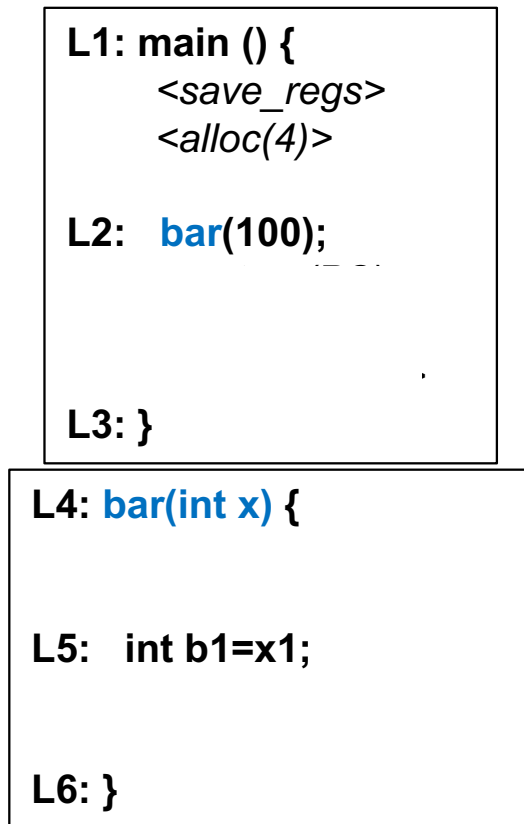 L1: main () {
<save_regs>
<alloc(4)>
L2: bar(100);
L3: }
L4: bar(int x) {
L5: int b1=x1;
L6: }